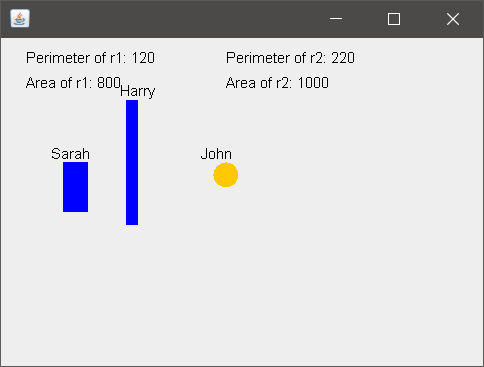 Perimeter of r1: 120
Perimeter of r2: 220
Area of r1: 800
Area of r2: 1000
Harry
Sarah
John